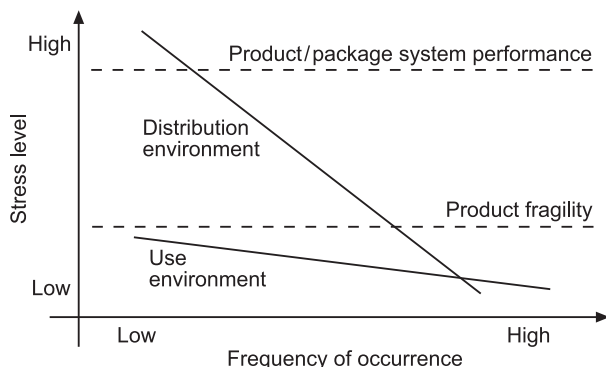 High
Product/package system performance
Distribution
environment
Stress level
Product fragility
Use
environment
Low
Low
High
Frequency of occurrence